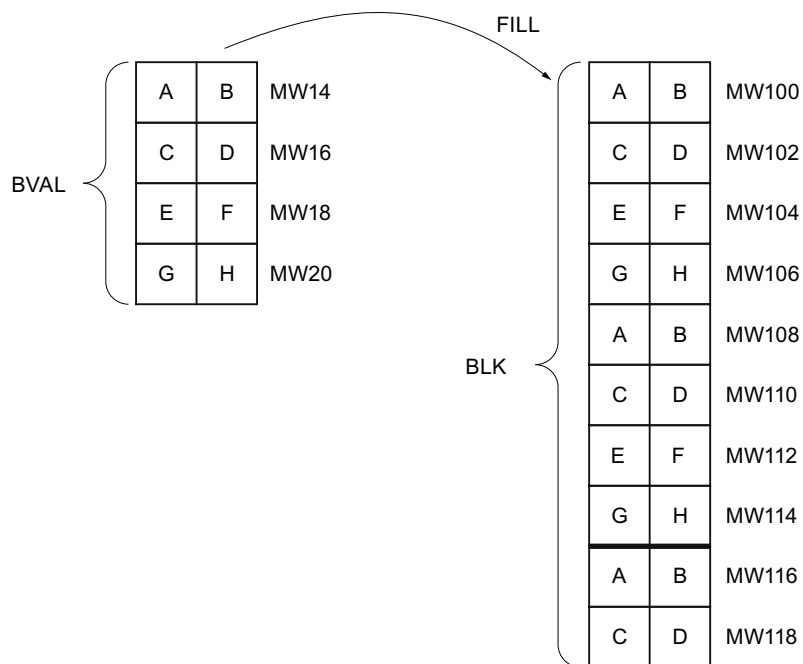 FILL
A B MW14 A B MW100
C D MW16 C D MW102
BVAL
E F MW18 E F MW104
G H MW20 G H MW106
A B MW108
BLK
C D MW110
E F MW112
G H MW114
A B MW116
C D MW118